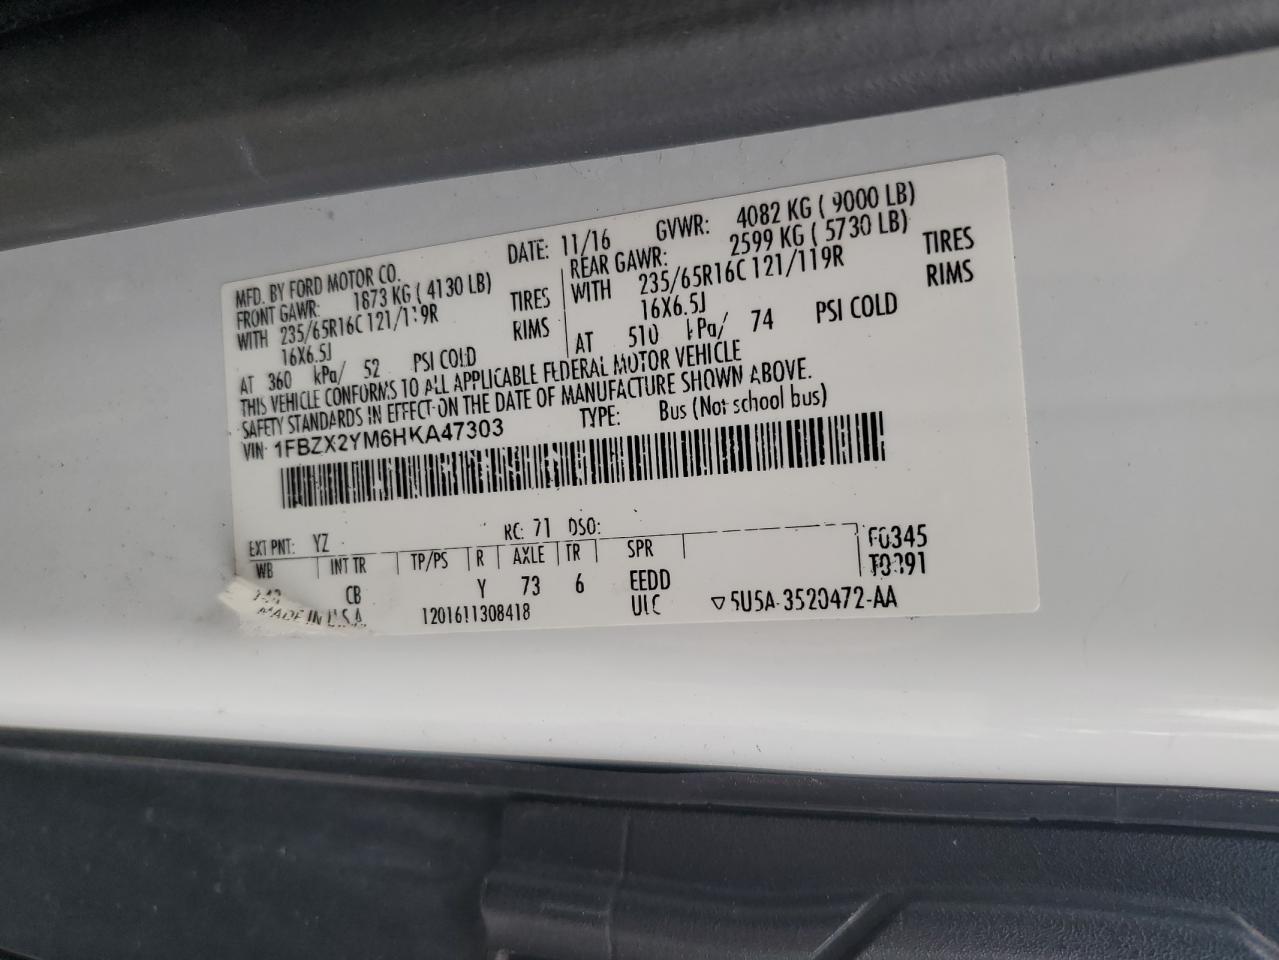 MFD. BY FORD MOTOR CO. DATE: 11/16 GVWR: 4082 KG ( 9000 LB)
FRONT GAWR: 1873 KG ( 4130 LB) REAR GAWR: 2599 KG ( 5730 LB)
WITH 235/65R16C 121/119R TIRES WITH 235/65R16C 121/119R TIRES
16X6.5J RIMS 16X6.5J RIMS
AT 360 kPa/ 52 PSI COLD AT 510 kPa/ 74 PSI COLD
THIS VEHICLE CONFORMS TO ALL APPLICABLE FEDERAL MOTOR VEHICLE
SAFETY STANDARDS IN EFFECT ON THE DATE OF MANUFACTURE SHOWN ABOVE.
VIN: 1FBZX2YM6HKA47303 TYPE: Bus (Not school bus)
EXT PNT: YZ RC: 71 DSO: F0345
WB INT TR TP/PS R AXLE TR SPR
CB Y 73 6 EEDD
MADE IN U.S.A. 1201611308418 ▽5U5A-3520472-AA